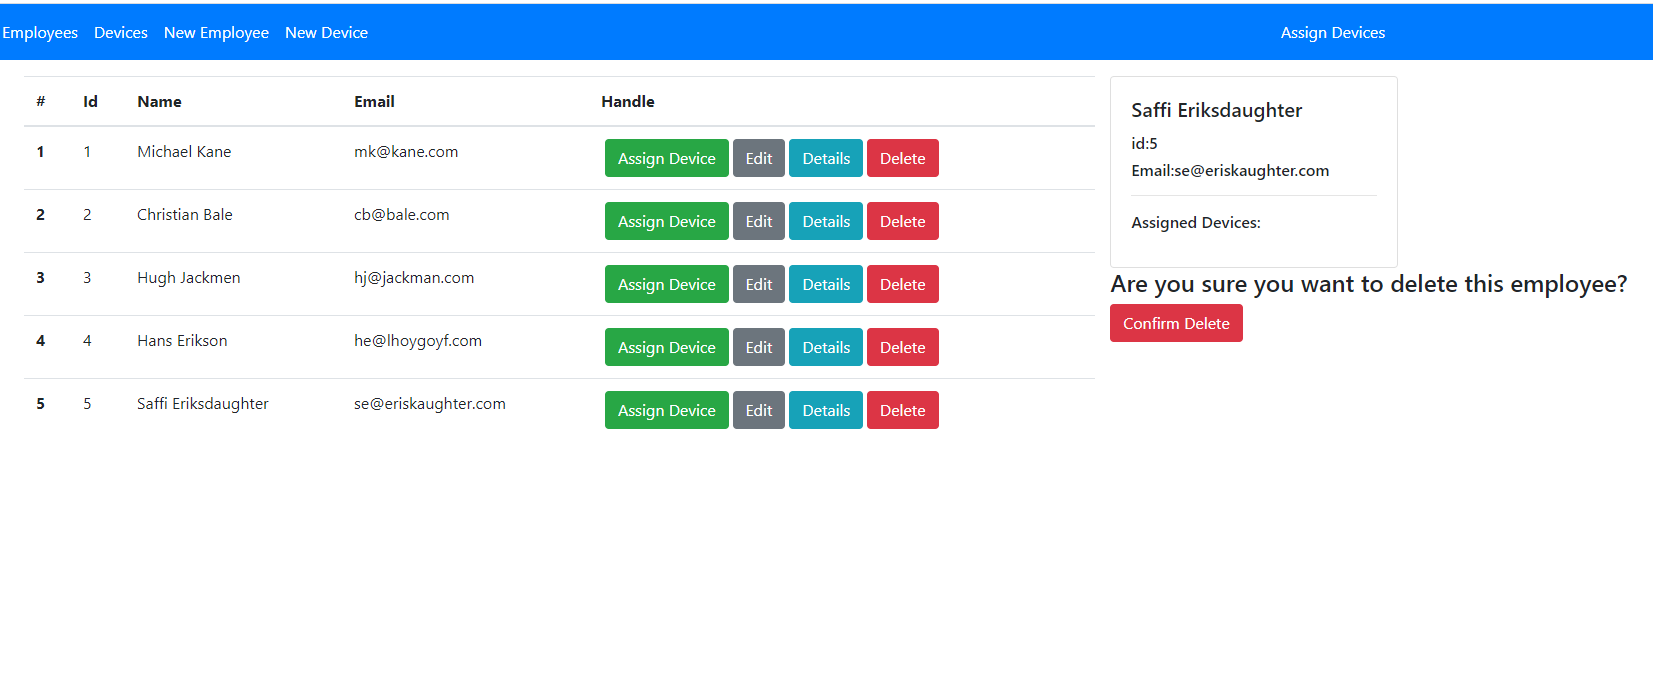 Employees Devices New Employee New Device Assign Devices
# Id Name Email Handle
1 1 Michael Kane mk@kane.com Assign Device Edit Details Delete
2 2 Christian Bale cb@bale.com Assign Device Edit Details Delete
3 3 Hugh Jackmen hj@jackman.com Assign Device Edit Details Delete
4 4 Hans Erikson he@lhoygoyf.com Assign Device Edit Details Delete
5 5 Saffi Eriksdaughter se@eriskaughter.com Assign Device Edit Details Delete
Saffi Eriksdaughter
id:5
Email:se@eriskaughter.com
Assigned Devices:
Are you sure you want to delete this employee?
Confirm Delete